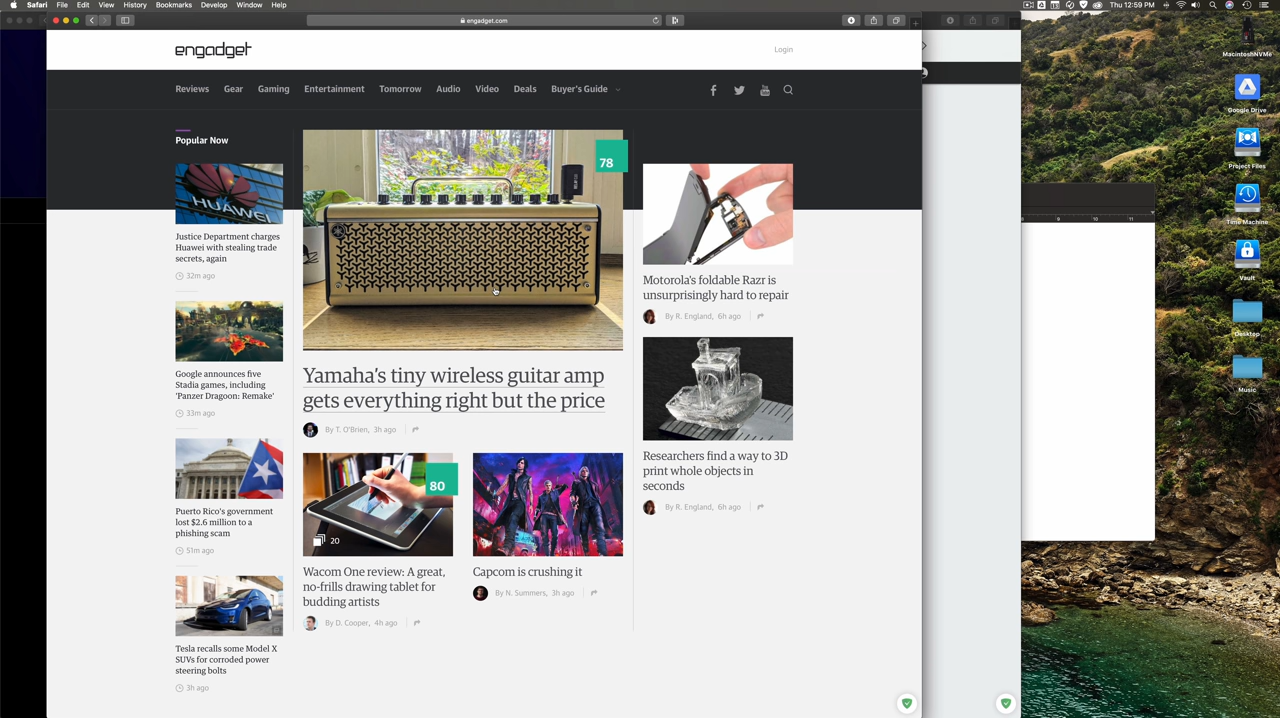 Safari File Edit View History Bookmarks Develop Window Help
Thu 12:59 PM
engadget.com
engadget
Login
Reviews Gear Gaming Entertainment Tomorrow Audio Video Deals Buyer's Guide
Popular Now
HUAWEI
Justice Department charges
Huawei with stealing trade
secrets, again
32m ago
Google announces five
Stadia games, including
'Panzer Dragoon: Remake'
33m ago
Puerto Rico's government
lost $2.6 million to a
phishing scam
51m ago
Tesla recalls some Model X
SUVs for corroded power
steering bolts
3h ago
78
Yamaha's tiny wireless guitar amp
gets everything right but the price
By T. O'Brien, 3h ago
80
20
Wacom One review: A great,
no-frills drawing tablet for
budding artists
By D. Cooper, 4h ago
Capcom is crushing it
By N. Summers, 3h ago
Motorola's foldable Razr is
unsurprisingly hard to repair
By R. England, 6h ago
Researchers find a way to 3D
print whole objects in
seconds
By R. England, 6h ago
8 9 10 11
MacintoshNVMe
Google Drive
Project Files
Time Machine
Vault
Desktop
Music